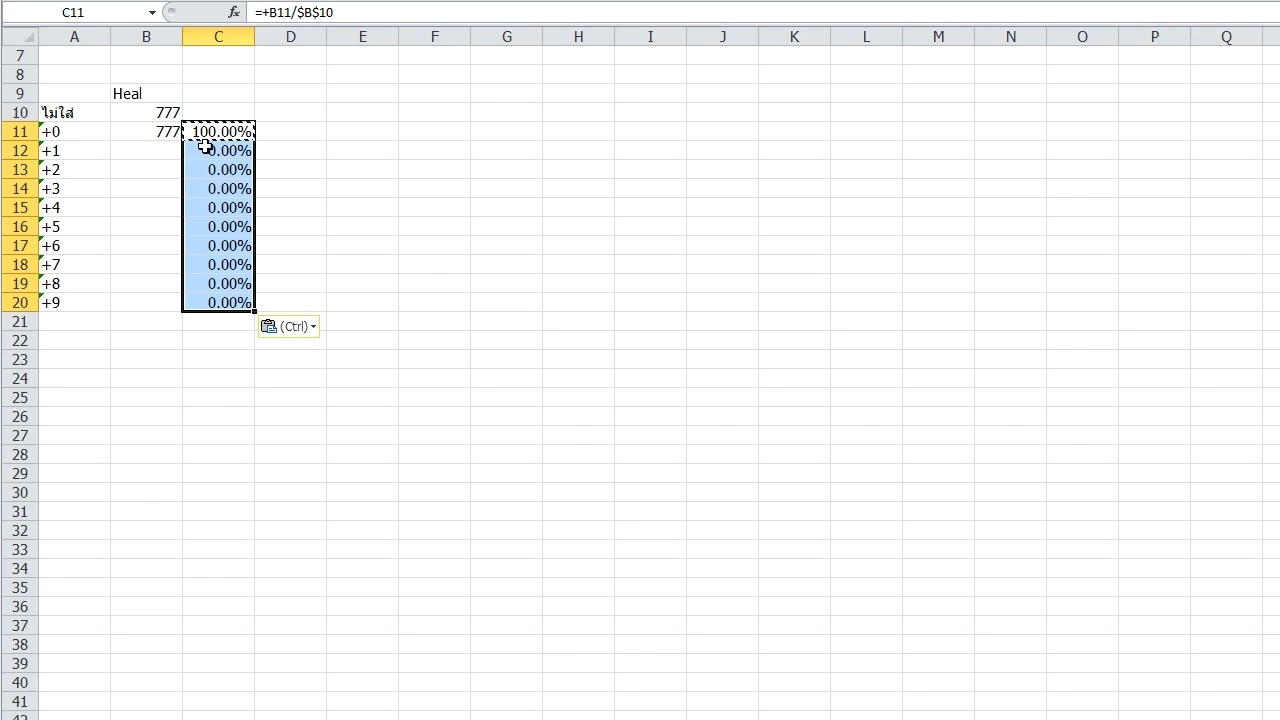 C11 fx =+B11/$B$10
A B C D E F G H I J K L M N O P Q
7
8
9 Heal
10 ไม่ใส่ 777
11 +0 777 100.00%
12 +1 0.00%
13 +2 0.00%
14 +3 0.00%
15 +4 0.00%
16 +5 0.00%
17 +6 0.00%
18 +7 0.00%
19 +8 0.00%
20 +9 0.00%
21 (Ctrl)
22
23
24
25
26
27
28
29
30
31
32
33
34
35
36
37
38
39
40
41
42